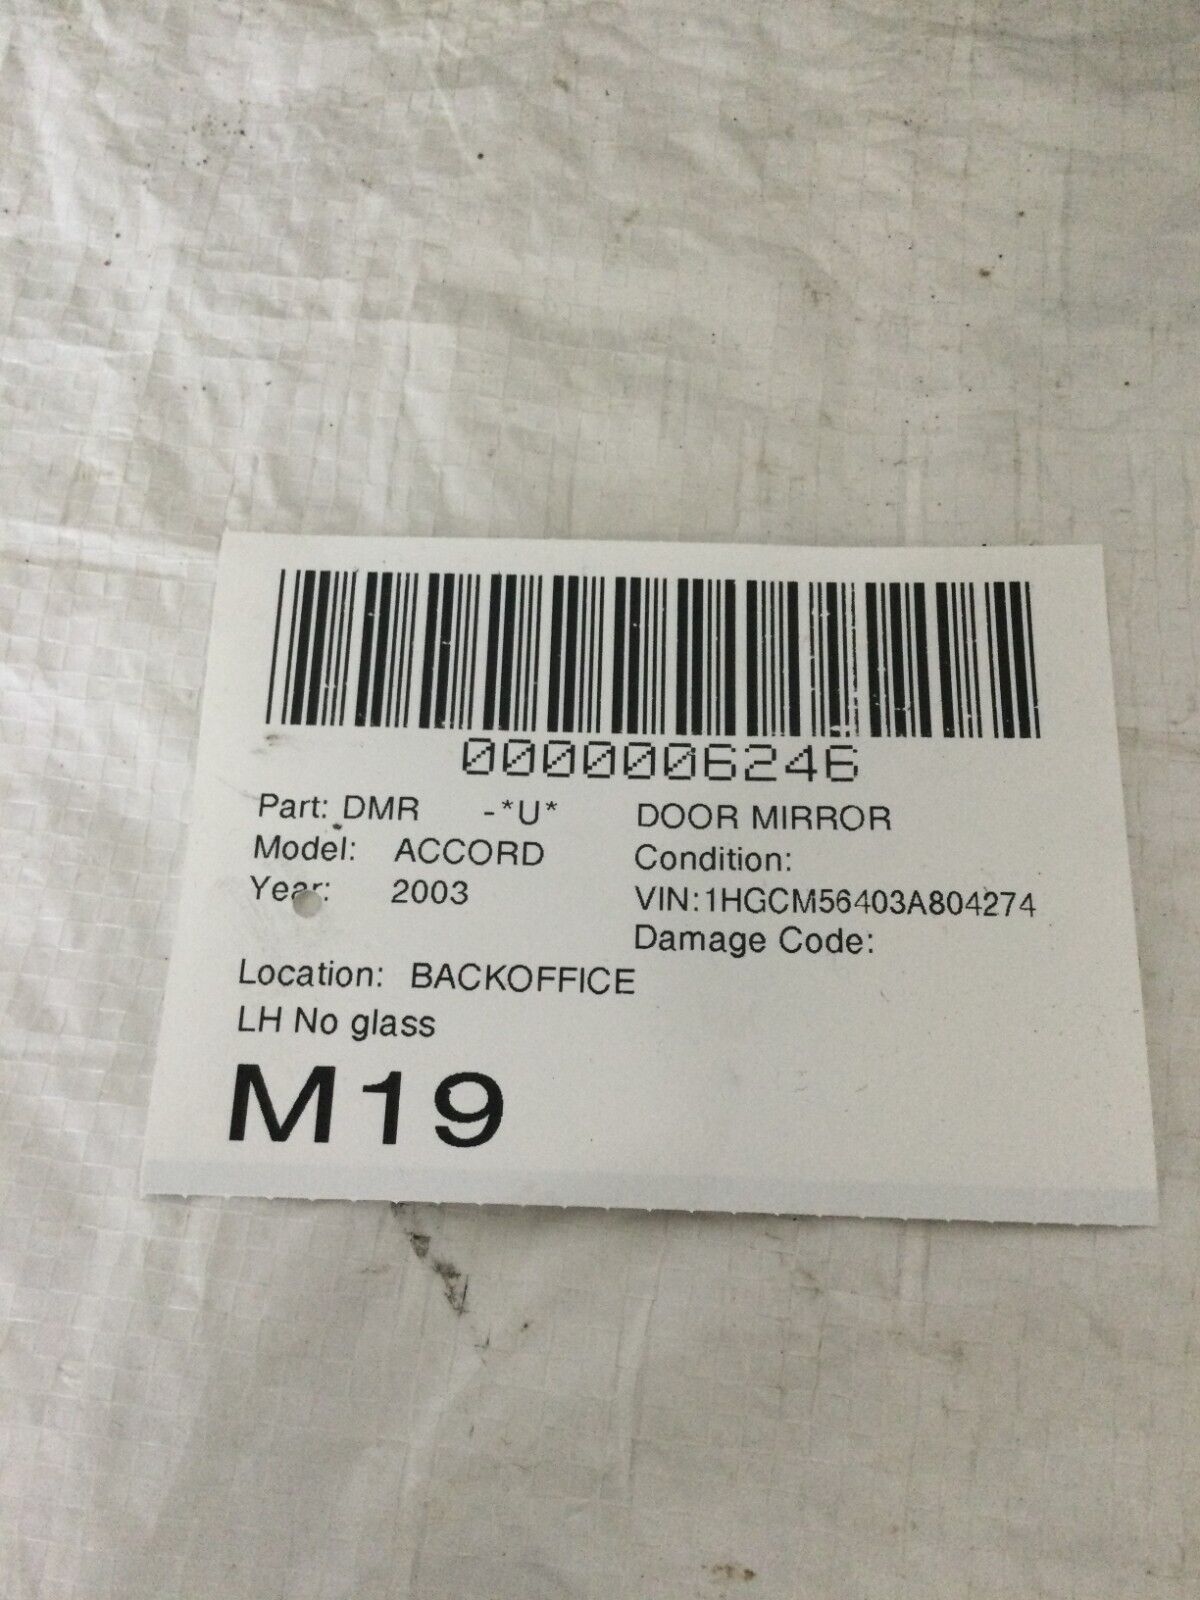 0000006246
Part: DMR -*U* DOOR MIRROR
Model: ACCORD Condition:
Year: 2003 VIN:1HGCM56403A804274
Damage Code:
Location: BACKOFFICE
LH No glass
M19